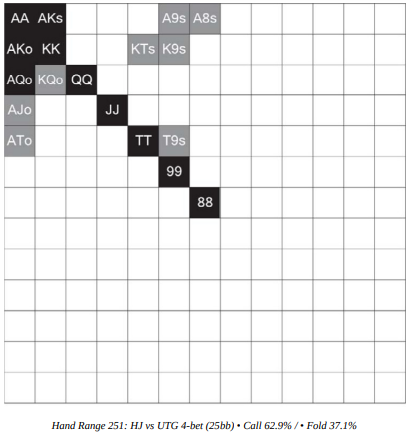 AA AKs A9s A8s
AKo KK KTs K9s
AQo KQo QQ
AJo JJ
ATo TT T9s
99
88
Hand Range 251: HJ vs UTG 4-bet (25bb) • Call 62.9% / • Fold 37.1%